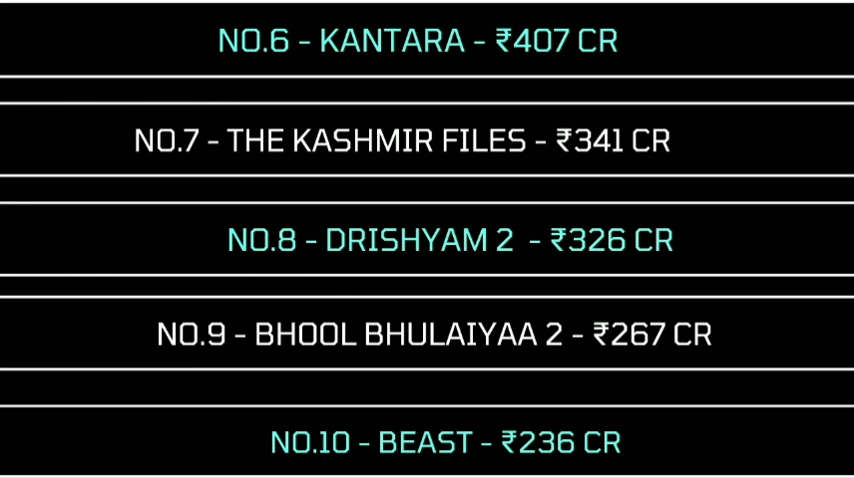 NO.6 - KANTARA - ₹407 CR
NO.7 - THE KASHMIR FILES - ₹341 CR
NO.8 - DRISHYAM 2 - ₹326 CR
NO.9 - BHOOL BHULAIYAA 2 - ₹267 CR
NO.10 - BEAST - ₹236 CR